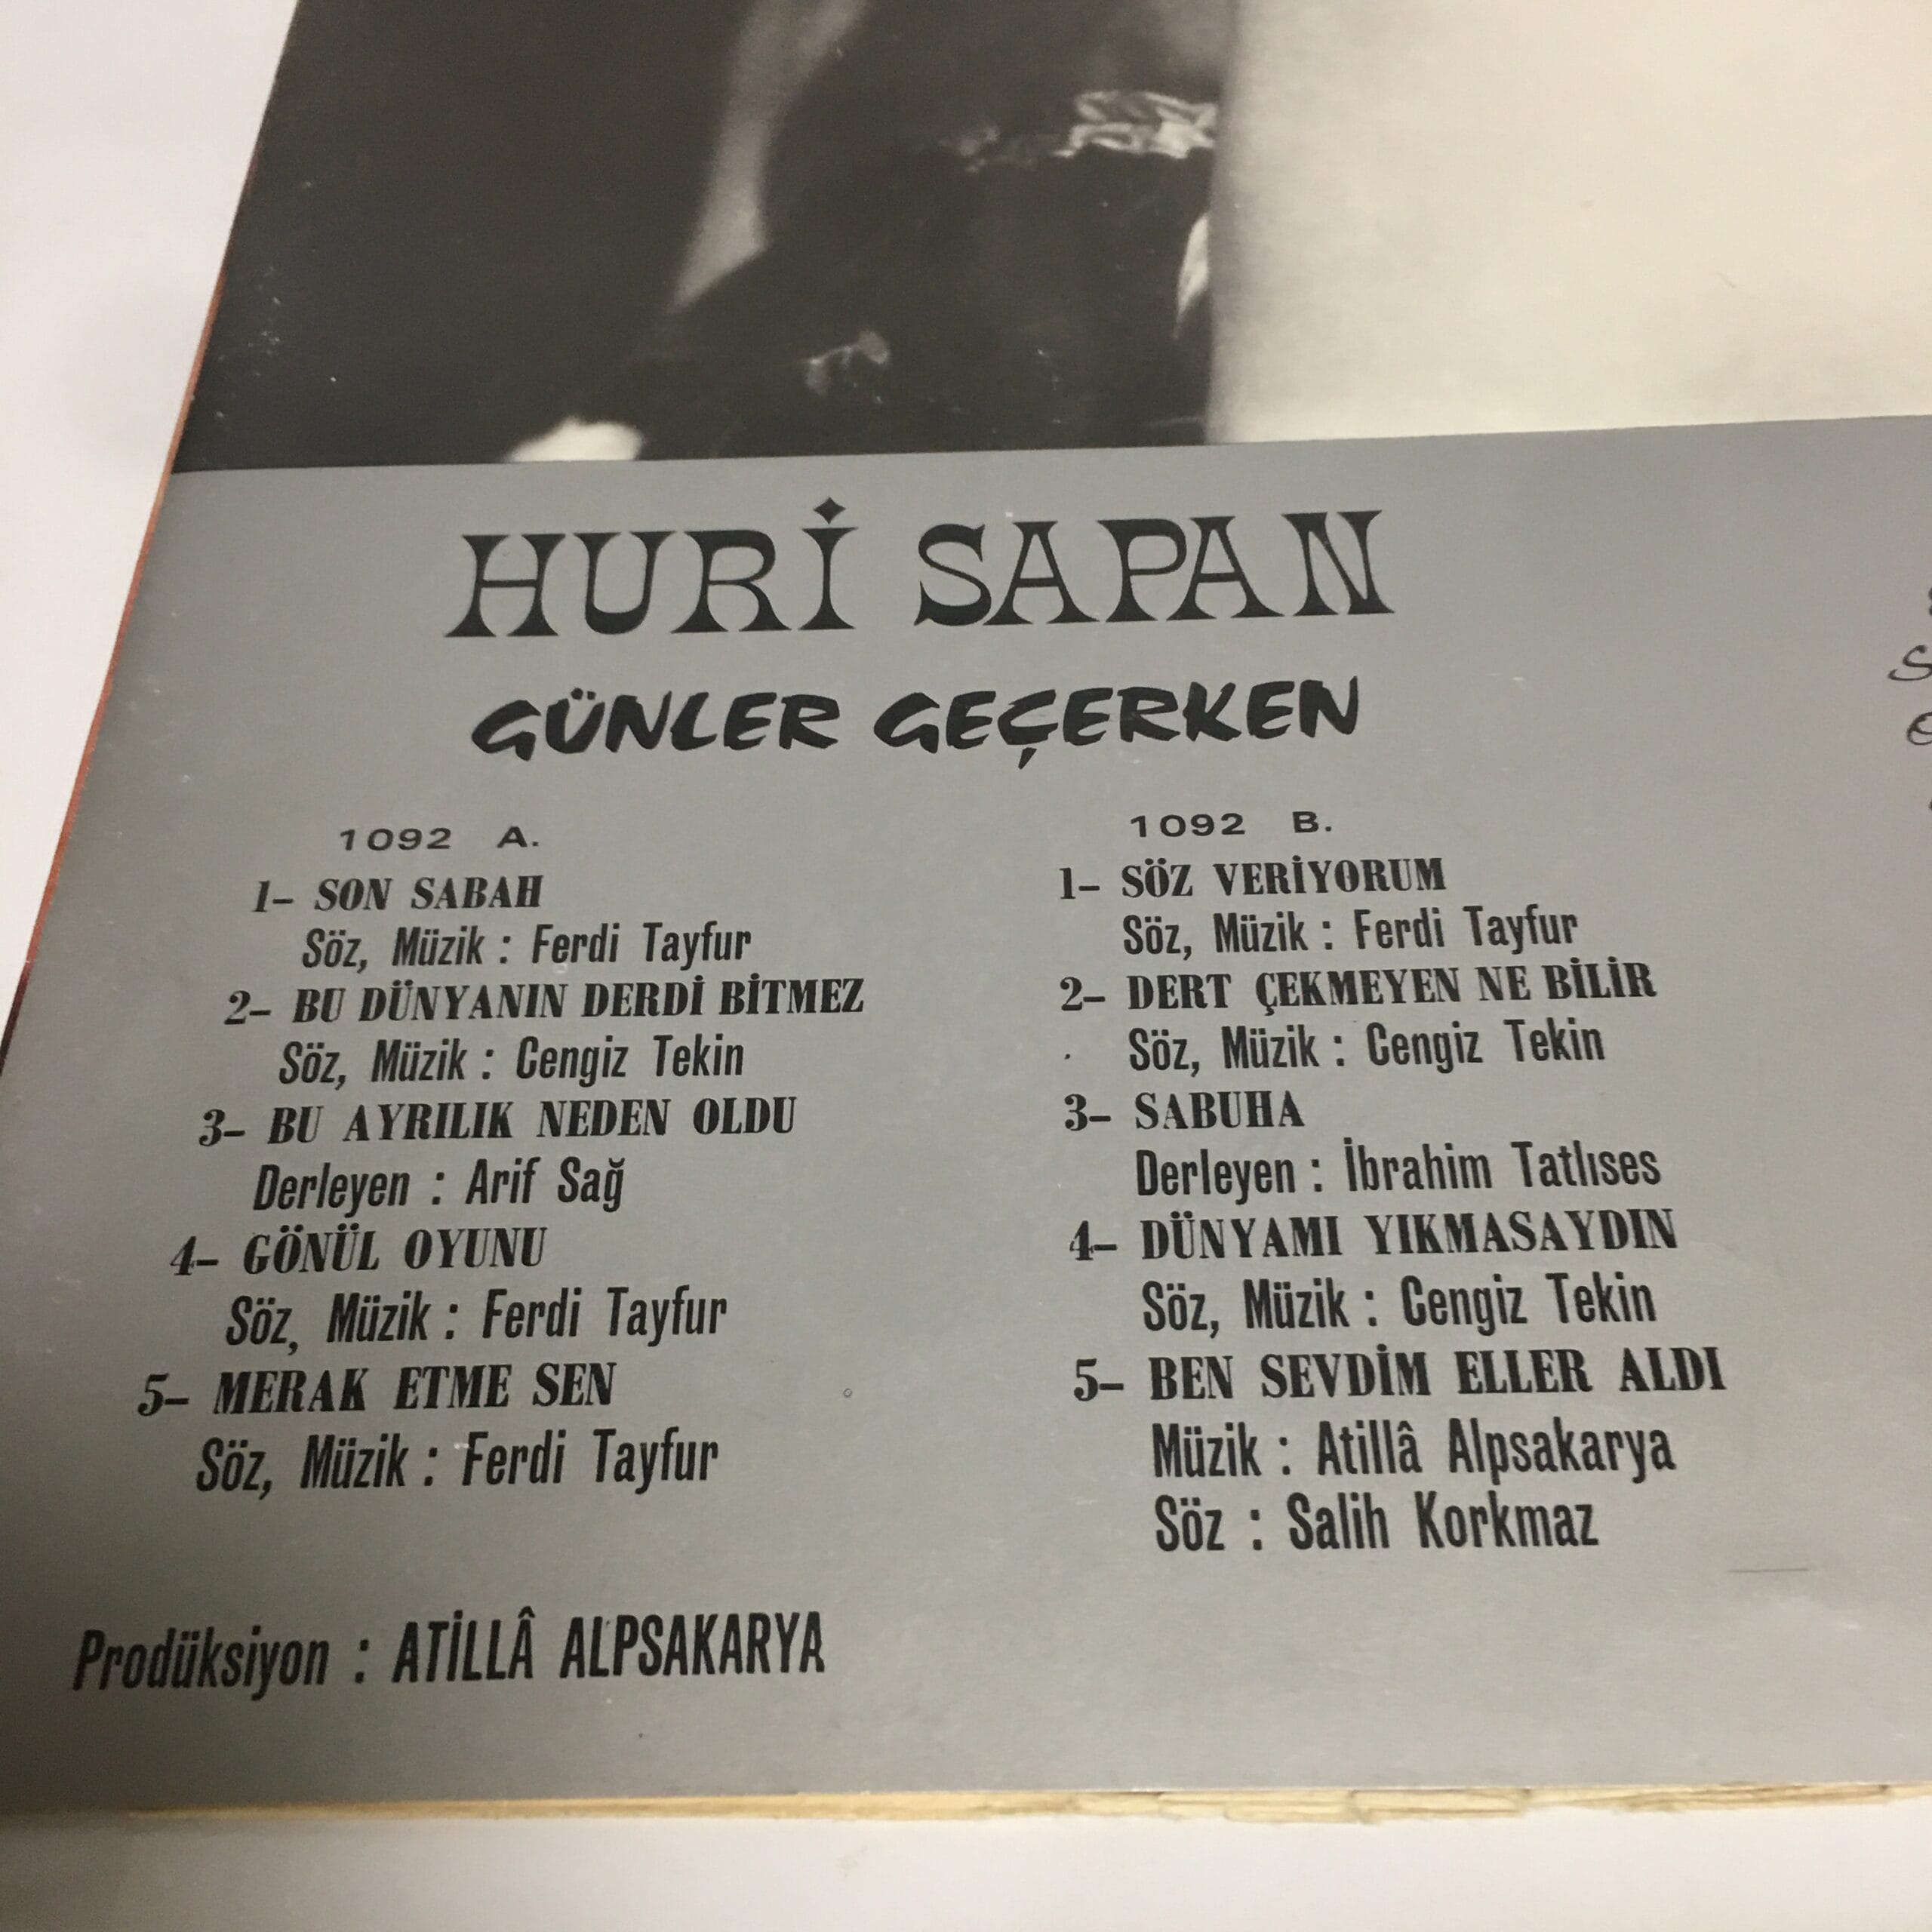 HURİ SAPAN
GÜNLER GEÇERKEN
1092 A.
1– SON SABAH
Söz, Müzik : Ferdi Tayfur
2– BU DÜNYANIN DERDİ BİTMEZ
Söz, Müzik : Cengiz Tekin
3– BU AYRILIK NEDEN OLDU
Derleyen : Arif Sağ
4– GÖNÜL OYUNU
Söz, Müzik : Ferdi Tayfur
5– MERAK ETME SEN
Söz, Müzik : Ferdi Tayfur
1092 B.
1– SÖZ VERİYORUM
Söz, Müzik : Ferdi Tayfur
2– DERT ÇEKMEYEN NE BİLİR
Söz, Müzik : Cengiz Tekin
3– SABUHA
Derleyen : İbrahim Tatlıses
4– DÜNYAMI YIKMASAYDIN
Söz, Müzik : Cengiz Tekin
5– BEN SEVDİM ELLER ALDI
Müzik : Atillâ Alpsakarya
Söz : Salih Korkmaz
Prodüksiyon : ATİLLÂ ALPSAKARYA